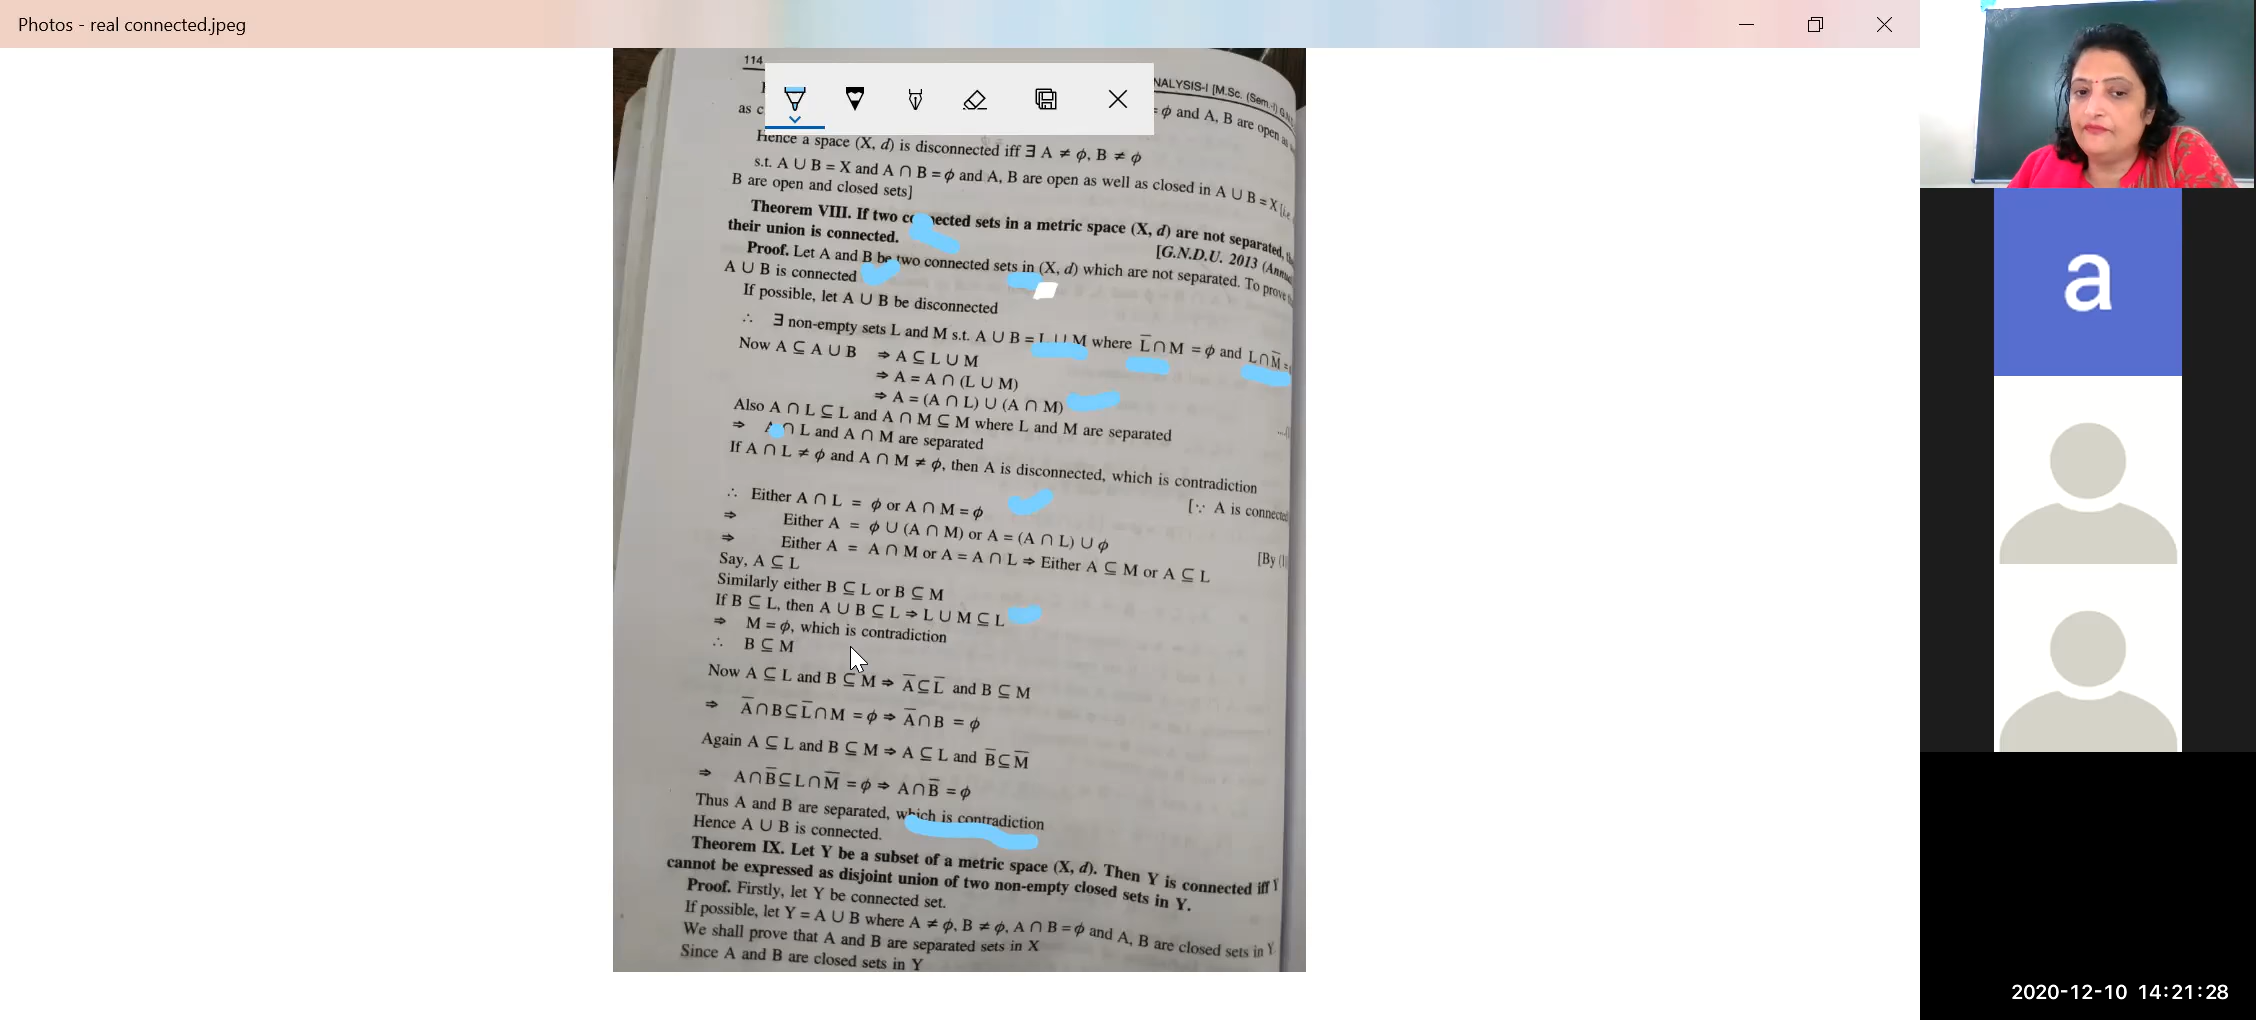 Photos - real connected.jpeg
114
NALYSIS-I [M.Sc. (Sem.-I)
= ϕ and A, B are open as
as c
Hence a space (X, d) is disconnected iff ∃ A ≠ ϕ, B ≠ ϕ
s.t. A ∪ B = X and A ∩ B = ϕ and A, B are open as well as closed in A ∪ B = X [i.e.
B are open and closed sets]
Theorem VIII. If two connected sets in a metric space (X, d) are not separated,
their union is connected.
[G.N.D.U. 2013 (Annu
Proof. Let A and B be two connected sets in (X, d) which are not separated. To prove
A ∪ B is connected
If possible, let A ∪ B be disconnected
∴ ∃ non-empty sets L and M s.t. A ∪ B = L ∪ M where L̅ ∩ M = ϕ and L ∩ M̅ =
Now A ⊆ A ∪ B ⇒ A ⊆ L ∪ M
⇒ A = A ∩ (L ∪ M)
⇒ A = (A ∩ L) ∪ (A ∩ M)
Also A ∩ L ⊆ L and A ∩ M ⊆ M where L and M are separated
⇒ A ∩ L and A ∩ M are separated
If A ∩ L ≠ ϕ and A ∩ M ≠ ϕ, then A is disconnected, which is contradiction
[∵ A is connected
∴ Either A ∩ L = ϕ or A ∩ M = ϕ
⇒ Either A = ϕ ∪ (A ∩ M) or A = (A ∩ L) ∪ ϕ
[By (1)
⇒ Either A = A ∩ M or A = A ∩ L ⇒ Either A ⊆ M or A ⊆ L
Say, A ⊆ L
Similarly either B ⊆ L or B ⊆ M
If B ⊆ L, then A ∪ B ⊆ L ⇒ L ∪ M ⊆ L
⇒ M = ϕ, which is contradiction
∴ B ⊆ M
Now A ⊆ L and B ⊆ M ⇒ A̅ ⊆ L̅ and B ⊆ M
⇒ A̅ ∩ B ⊆ L̅ ∩ M = ϕ ⇒ A̅ ∩ B = ϕ
Again A ⊆ L and B ⊆ M ⇒ A ⊆ L and B̅ ⊆ M̅
⇒ A ∩ B̅ ⊆ L ∩ M̅ = ϕ ⇒ A ∩ B̅ = ϕ
Thus A and B are separated, which is contradiction
Hence A ∪ B is connected.
Theorem IX. Let Y be a subset of a metric space (X, d). Then Y is connected iff Y
cannot be expressed as disjoint union of two non-empty closed sets in Y.
Proof. Firstly, let Y be connected set.
If possible, let Y = A ∪ B where A ≠ ϕ, B ≠ ϕ, A ∩ B = ϕ and A, B are closed sets in Y
We shall prove that A and B are separated sets in X
Since A and B are closed sets in Y
a
2020-12-10 14:21:28